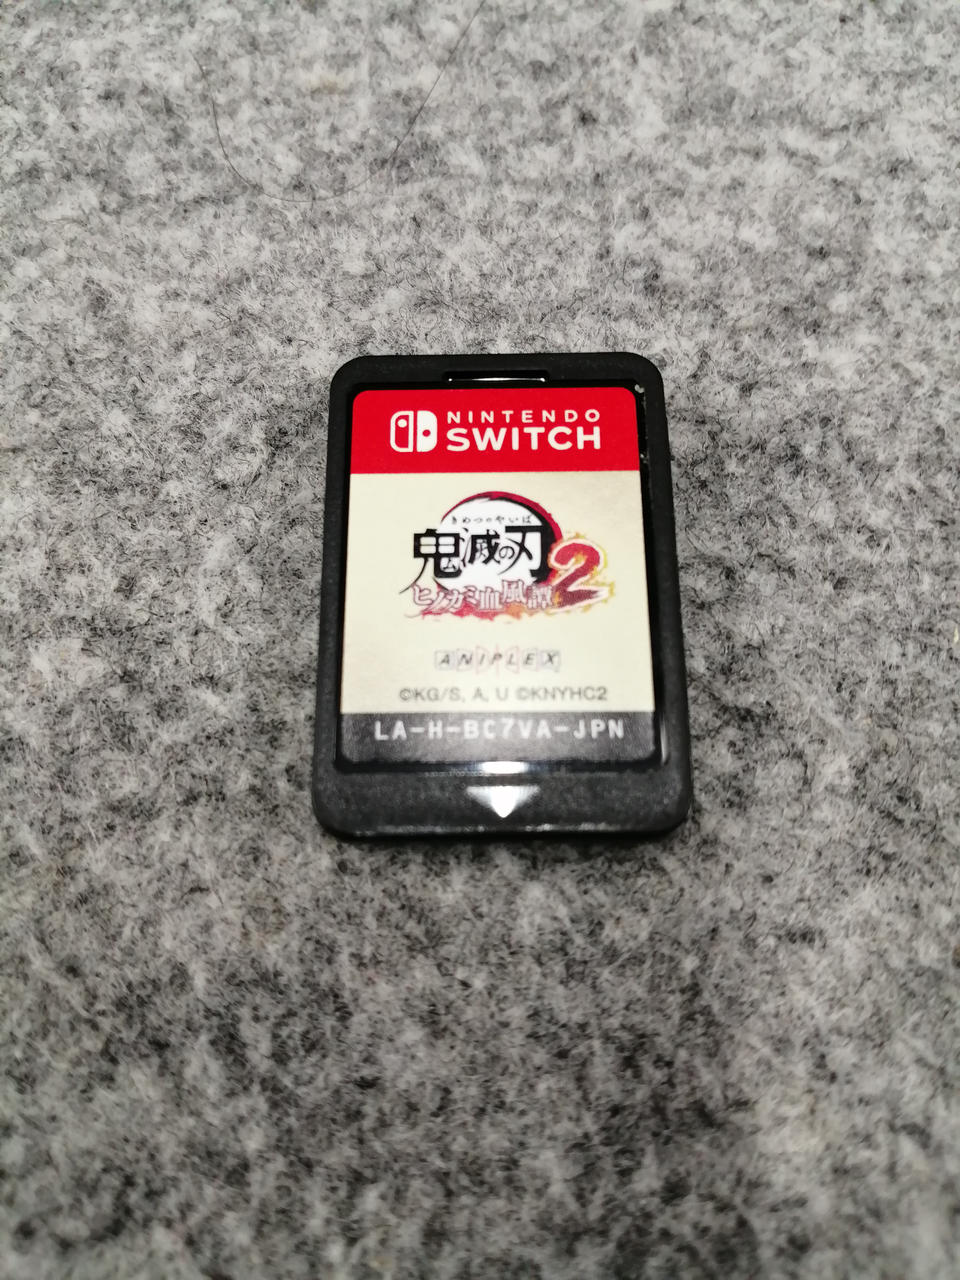 NINTENDO
SWITCH
きめつのやいば
鬼滅の刃
ヒノカミ血風譚2
ANIPLEX
©KG/S, A, U ©KNYHC2
LA-H-BC7VA-JPN